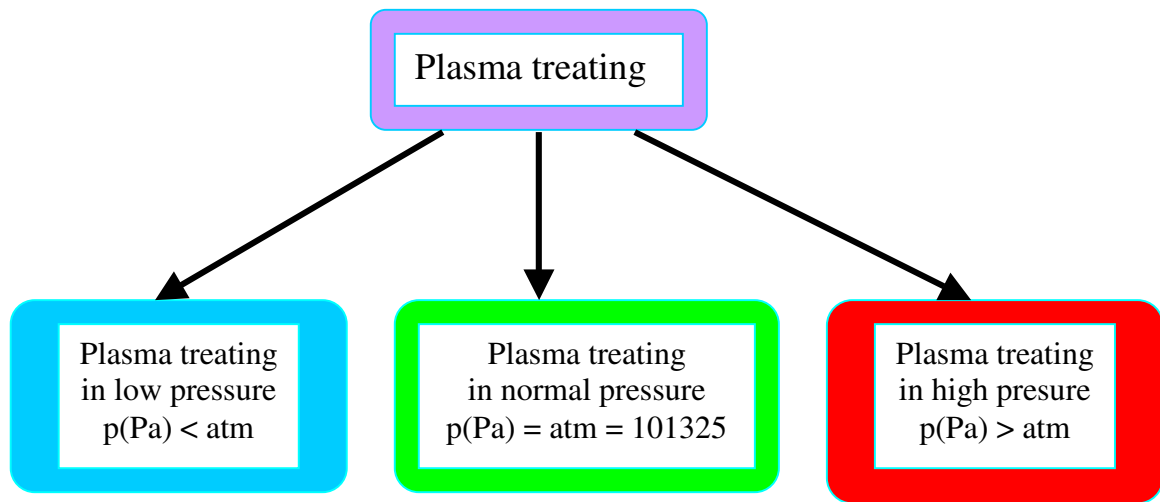 Plasma treating
Plasma treating
in low pressure
p(Pa) < atm
Plasma treating
in normal pressure
p(Pa) = atm = 101325
Plasma treating
in high presure
p(Pa) > atm